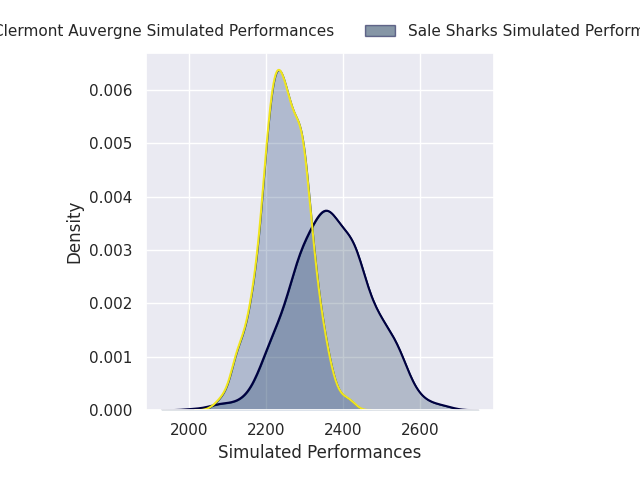 Clermont Auvergne Simulated Performances Sale Sharks Simulated
0.006
0.005
0.004
0.003
0.002
0.001
0.000
Density
2000 2200 2400 2600
Simulated Performances